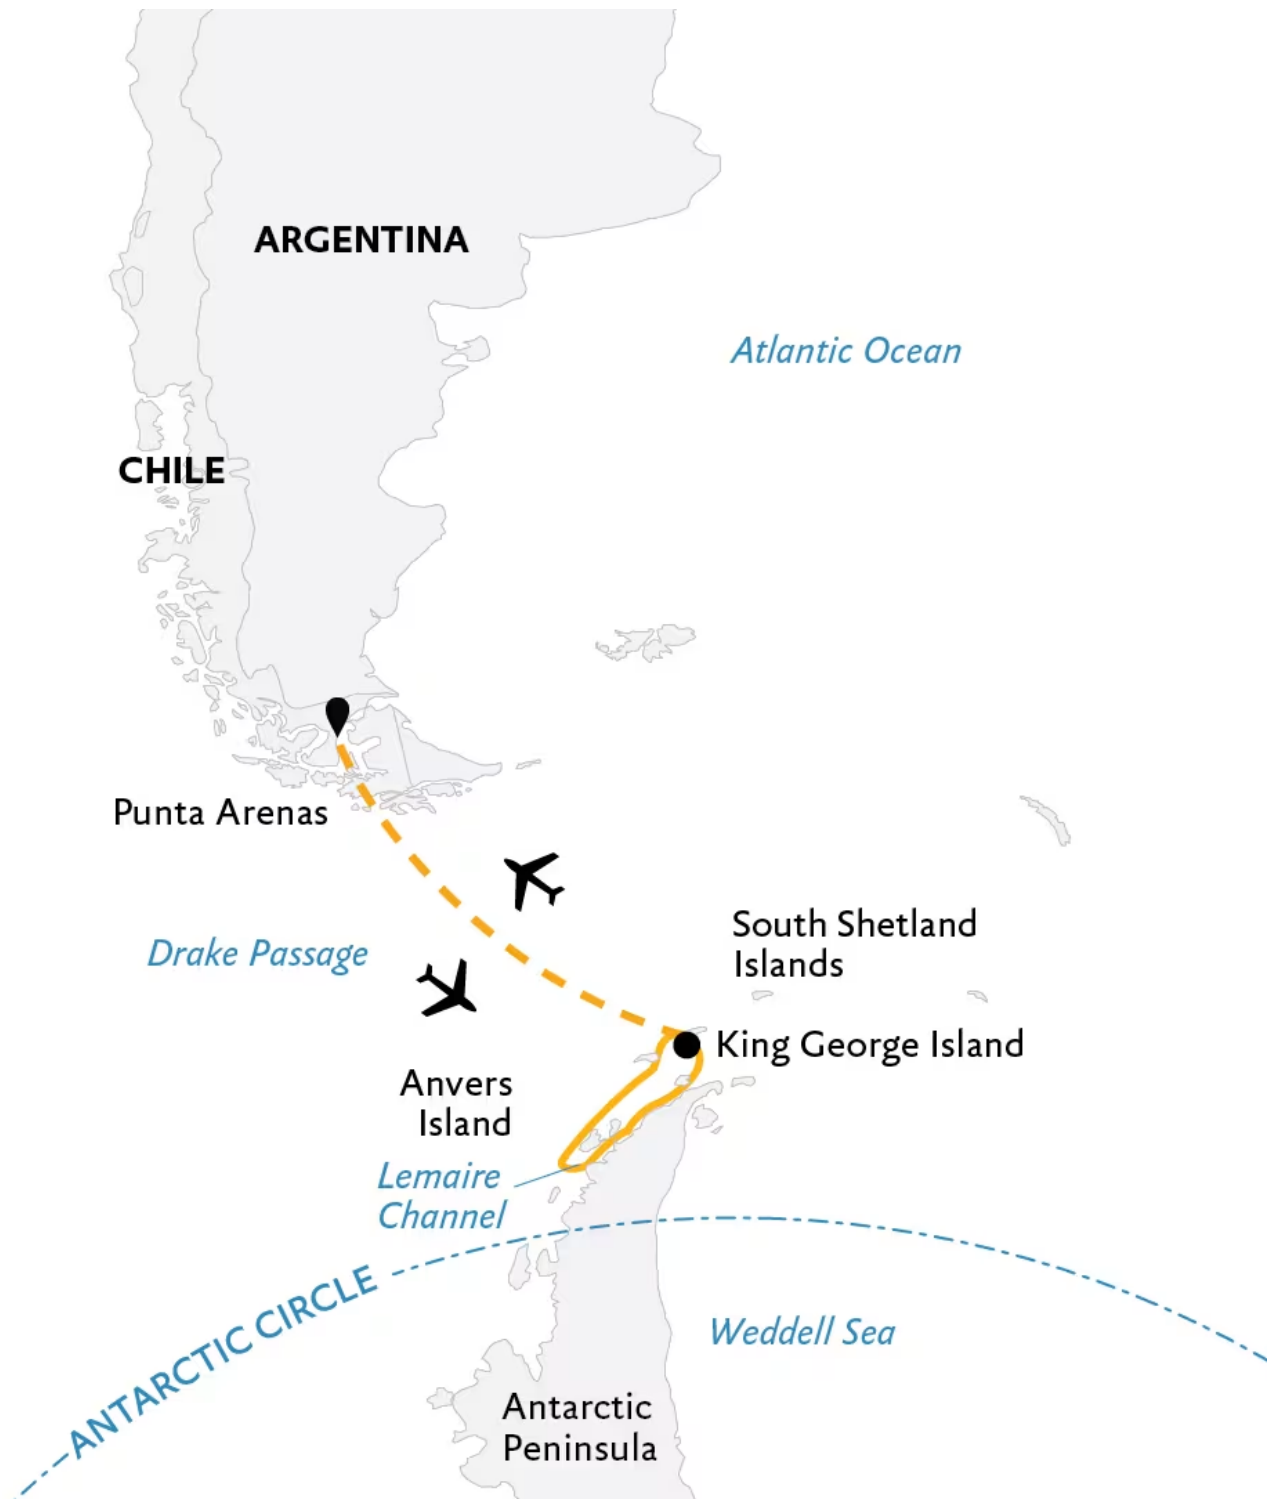 ARGENTINA
Atlantic Ocean
CHILE
Punta Arenas
South Shetland
Islands
Drake Passage
King George Island
Anvers
Island
Lemaire
Channel
ANTARCTIC CIRCLE
Weddell Sea
Antarctic
Peninsula